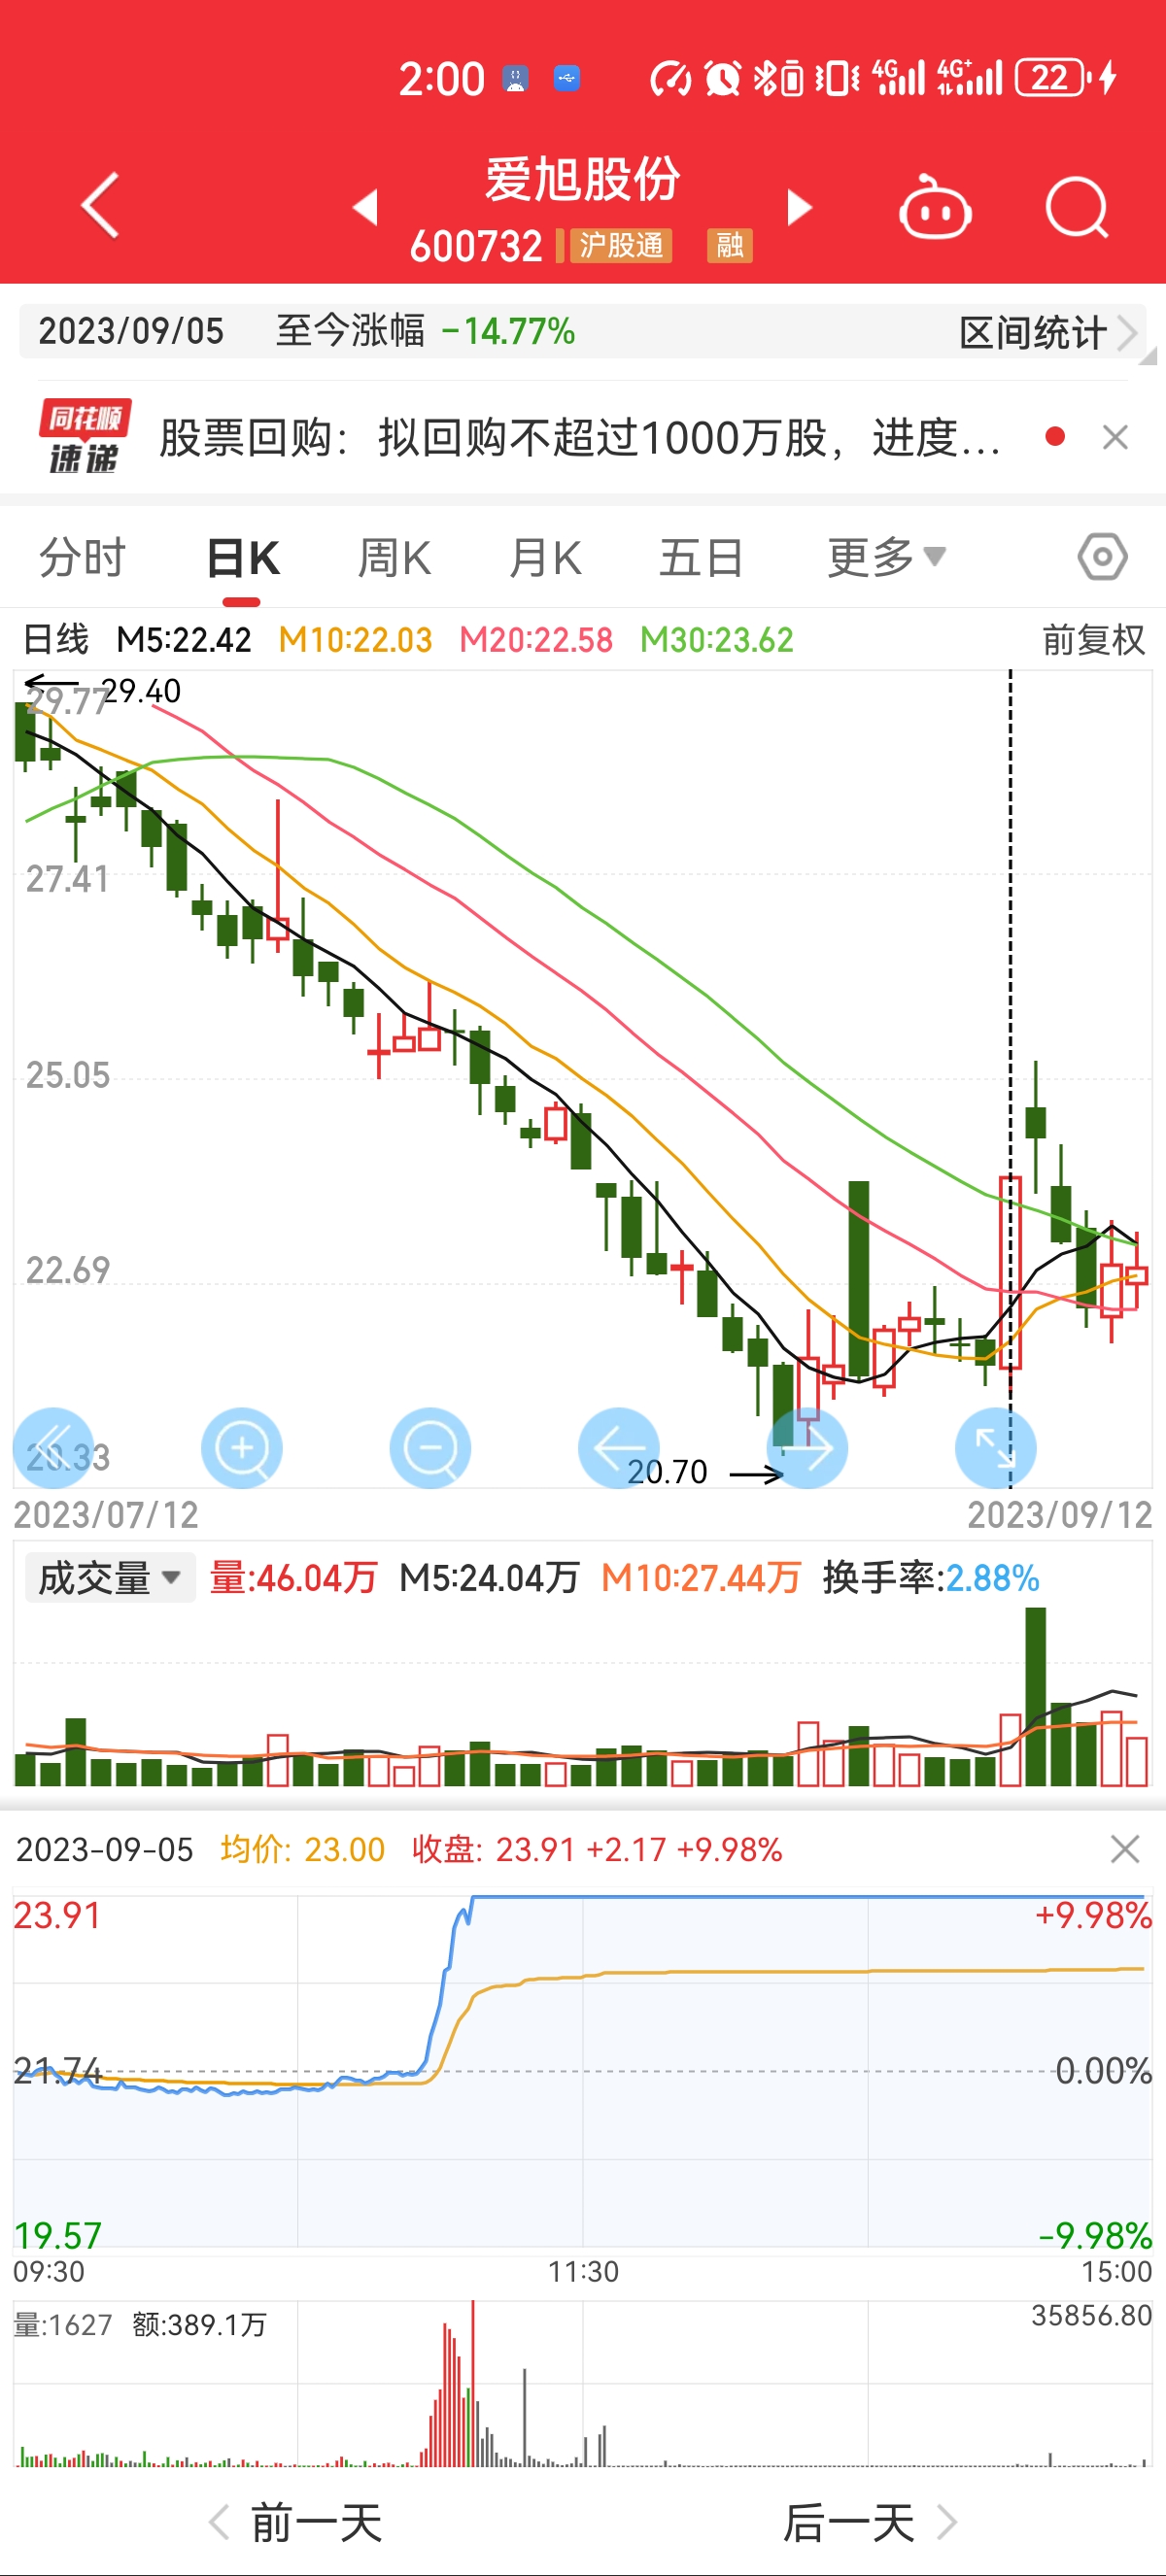 2:00 4G 4G+ 22
爱旭股份
600732 沪股通 融
2023/09/05 至今涨幅 -14.77% 区间统计
同花顺
速递
股票回购：拟回购不超过1000万股，进度...
分时 日K 周K 月K 五日 更多
日线 M5:22.42 M10:22.03 M20:22.58 M30:23.62 前复权
29.77 29.40
27.41
25.05
22.69
20.33 20.70
2023/07/12 2023/09/12
成交量 量:46.04万 M5:24.04万 M10:27.44万 换手率:2.88%
2023-09-05 均价: 23.00 收盘: 23.91 +2.17 +9.98%
23.91 +9.98%
21.74 0.00%
19.57 -9.98%
09:30 11:30 15:00
量:1627 额:389.1万 35856.80
前一天 后一天